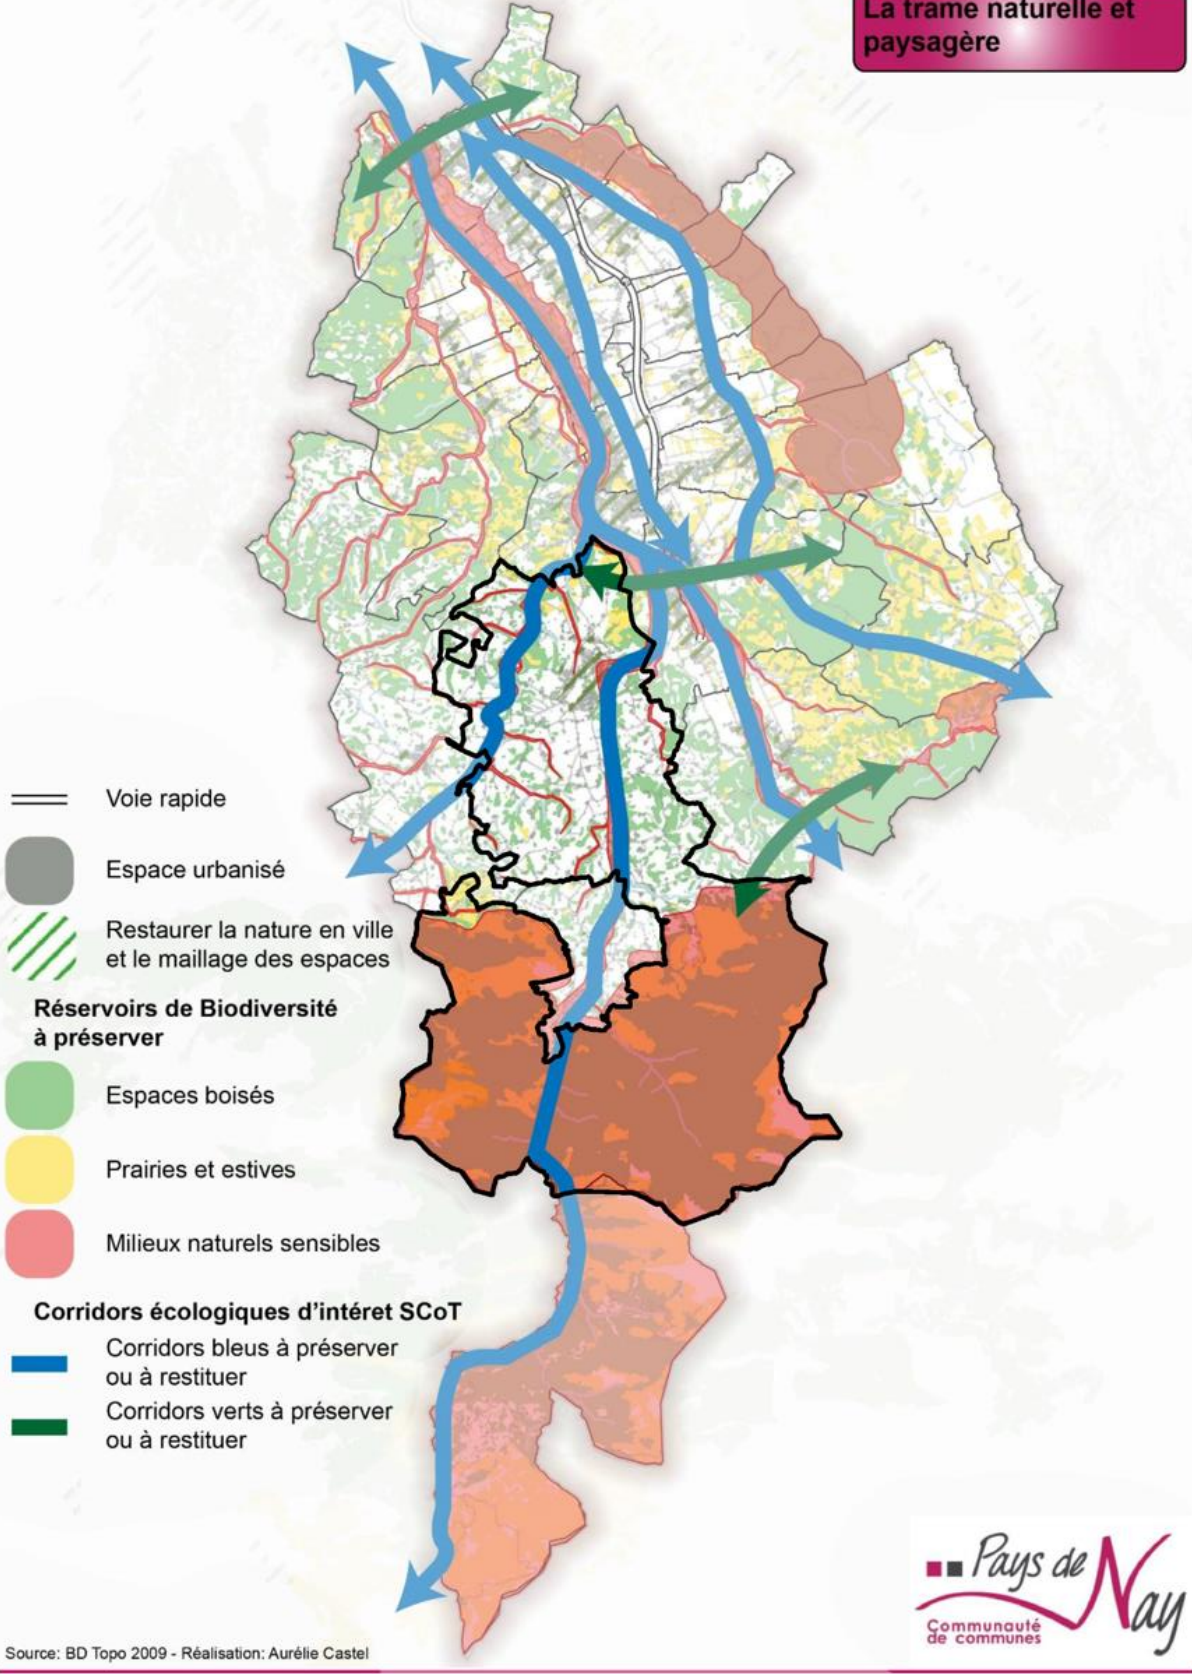 La trame naturelle et
paysagère
Voie rapide
Espace urbanisé
Restaurer la nature en ville
et le maillage des espaces
Réservoirs de Biodiversité
à préserver
Espaces boisés
Prairies et estives
Milieux naturels sensibles
Corridors écologiques d'intéret SCoT
Corridors bleus à préserver
ou à restituer
Corridors verts à préserver
ou à restituer
Pays de Nay
Communauté
de communes
Source: BD Topo 2009 - Réalisation: Aurélie Castel